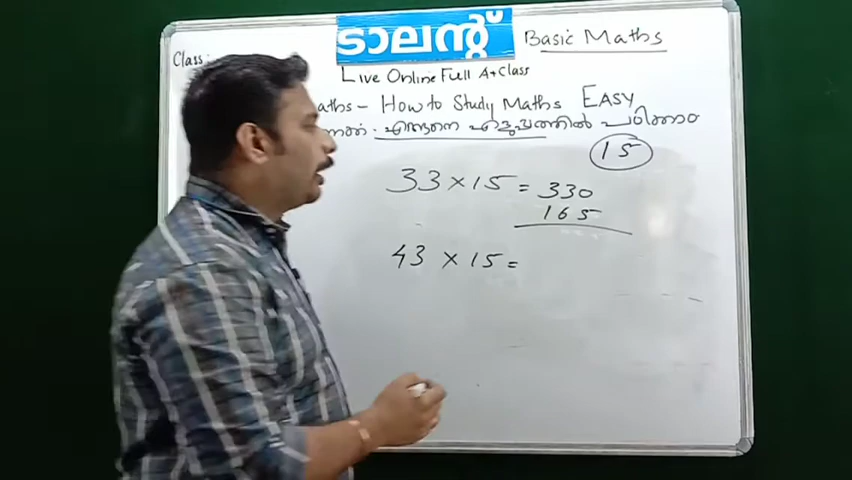 ടാലന്റ് Basic Maths
Class:
Live Online Full A+ Class
aths - How to Study Maths EASY
എങ്ങനെ എളുപ്പത്തിൽ പഠിക്കാം
15
33 × 15 = 330
165
43 × 15 =